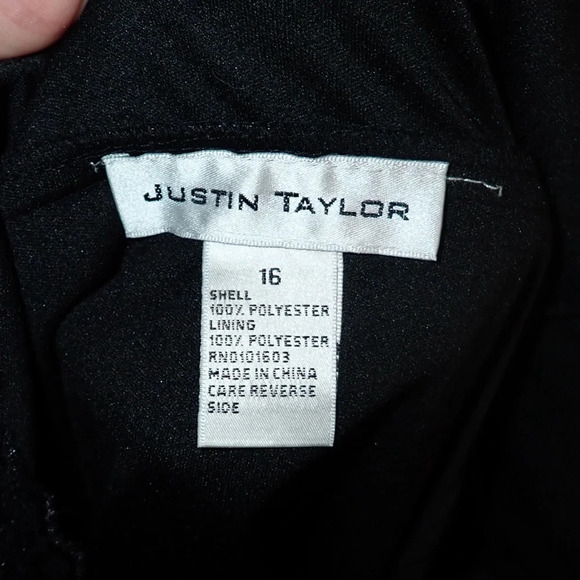 JUSTIN TAYLOR
16
SHELL
100% POLYESTER
LINING
100% POLYESTER
RN0101603
MADE IN CHINA
CARE REVERSE
SIDE